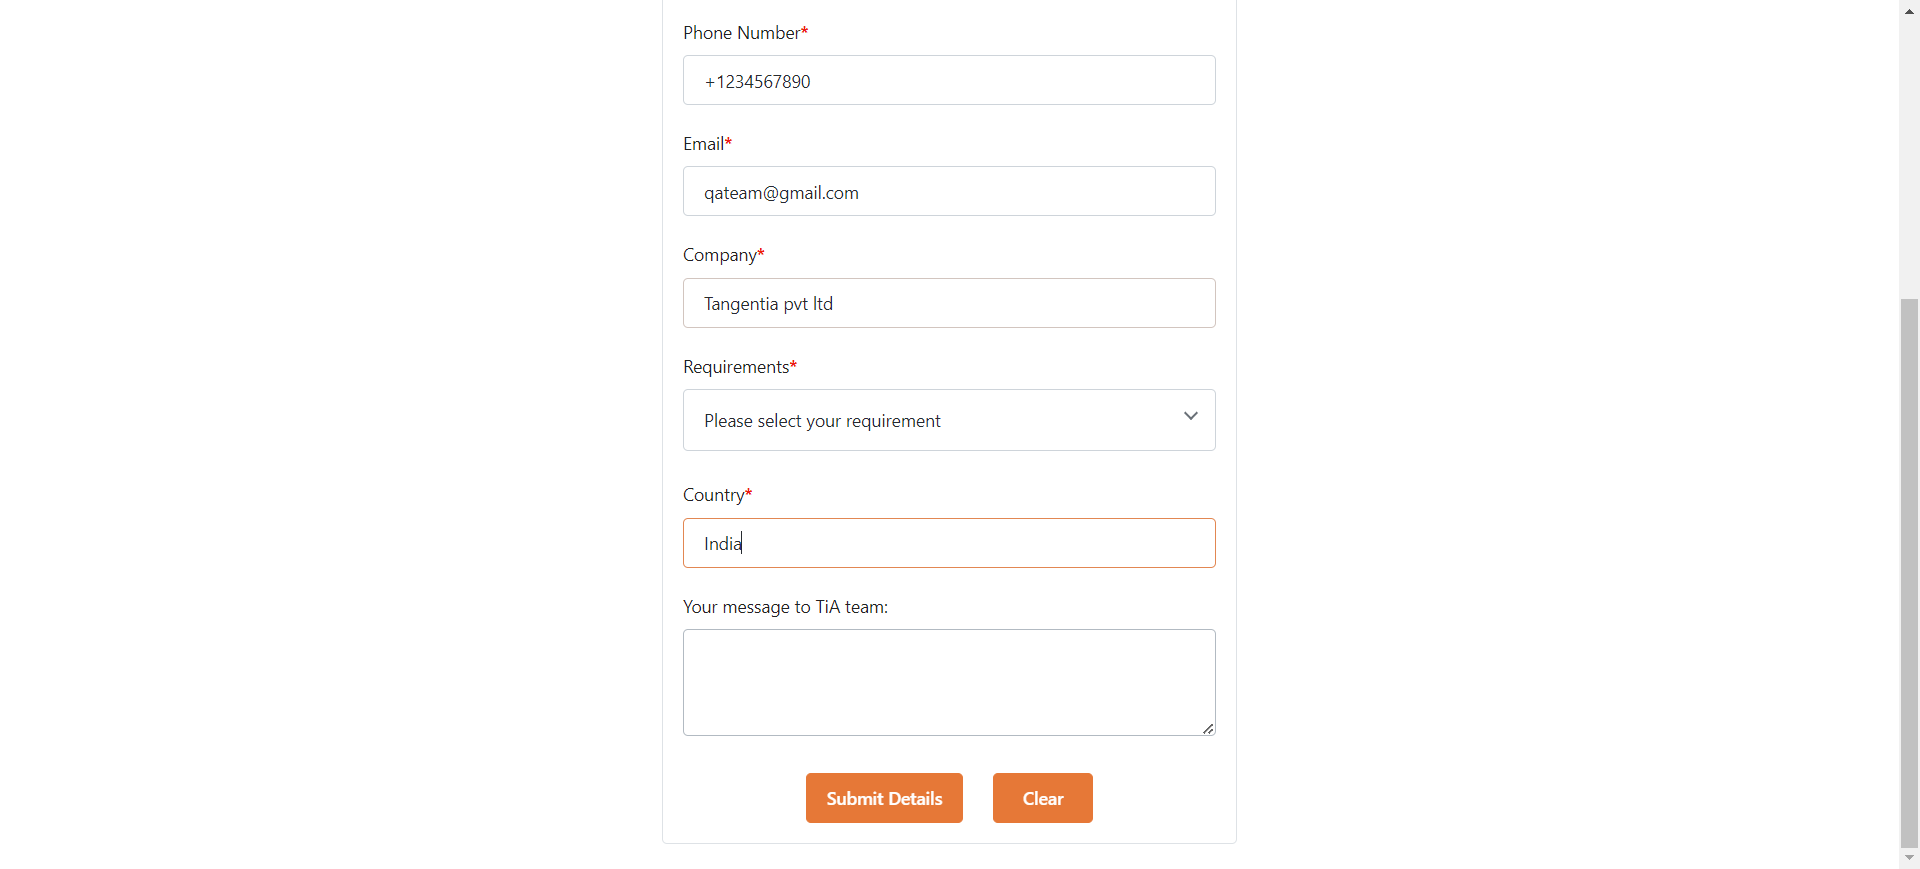 Phone Number*
+1234567890
Email*
qateam@gmail.com
Company*
Tangentia pvt ltd
Requirements*
Please select your requirement
Country*
India
Your message to TiA team:
Submit Details
Clear